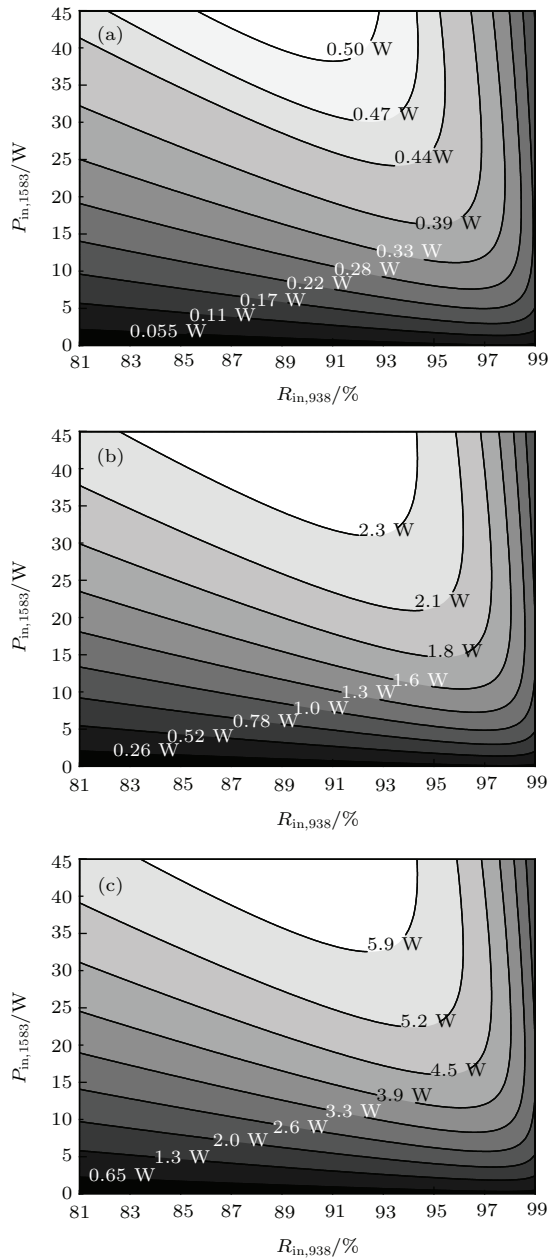 45
(a)
0.50 W
40
35
0.47 W
30
0.44W
25
P_in,1583/W
20
0.39 W
15
0.33 W
10
0.28 W
0.22 W
5
0.17 W
0.11 W
0.055 W
0
81 83 85 87 89 91 93 95 97 99
R_in,938/%
45
(b)
40
35
2.3 W
30
25
P_in,1583/W
2.1 W
20
1.8 W
15
1.6 W
10
1.3 W
1.0 W
5
0.78 W
0.52 W
0.26 W
0
81 83 85 87 89 91 93 95 97 99
R_in,938/%
45
(c)
40
35
5.9 W
30
25
P_in,1583/W
5.2 W
20
4.5 W
15
3.9 W
10
3.3 W
2.6 W
5
2.0 W
1.3 W
0.65 W
0
81 83 85 87 89 91 93 95 97 99
R_in,938/%